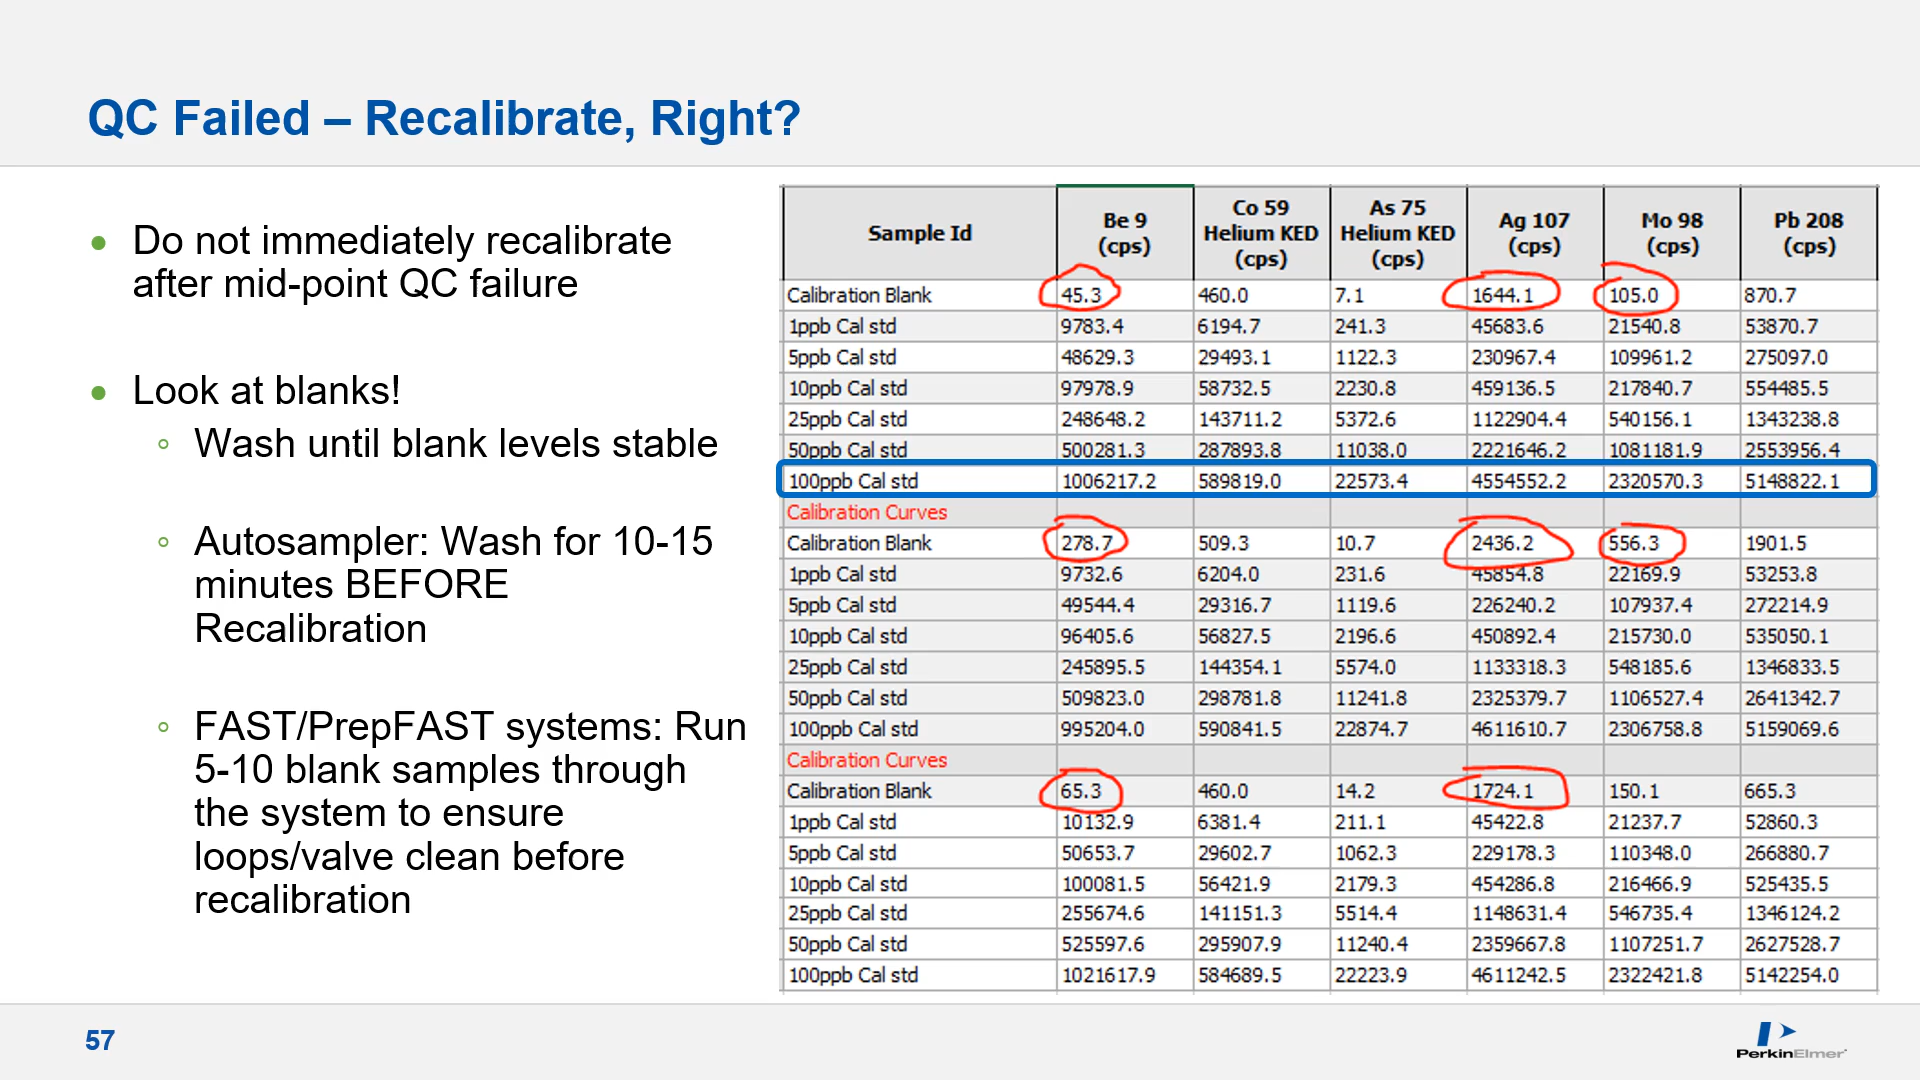 QC Failed – Recalibrate, Right?
• Do not immediately recalibrate
after mid-point QC failure
• Look at blanks!
◦ Wash until blank levels stable
◦ Autosampler: Wash for 10-15
minutes BEFORE
Recalibration
◦ FAST/PrepFAST systems: Run
5-10 blank samples through
the system to ensure
loops/valve clean before
recalibration
Sample Id | Be 9 (cps) | Co 59 Helium KED (cps) | As 75 Helium KED (cps) | Ag 107 (cps) | Mo 98 (cps) | Pb 208 (cps)
Calibration Blank 45.3 460.0 7.1 1644.1 105.0 870.7
1ppb Cal std 9783.4 6194.7 241.3 45683.6 21540.8 53870.7
5ppb Cal std 48629.3 29493.1 1122.3 230967.4 109961.2 275097.0
10ppb Cal std 97978.9 58732.5 2230.8 459136.5 217840.7 554485.5
25ppb Cal std 248648.2 143711.2 5372.6 1122904.4 540156.1 1343238.8
50ppb Cal std 500281.3 287893.8 11038.0 2221646.2 1081181.9 2553956.4
100ppb Cal std 1006217.2 589819.0 22573.4 4554552.2 2320570.3 5148822.1
Calibration Curves
Calibration Blank 278.7 509.3 10.7 2436.2 556.3 1901.5
1ppb Cal std 9732.6 6204.0 231.6 45854.8 22169.9 53253.8
5ppb Cal std 49544.4 29316.7 1119.6 226240.2 107937.4 272214.9
10ppb Cal std 96405.6 56827.5 2196.6 450892.4 215730.0 535050.1
25ppb Cal std 245895.5 144354.1 5574.0 1133318.3 548185.6 1346833.5
50ppb Cal std 509823.0 298781.8 11241.8 2325379.7 1106527.4 2641342.7
100ppb Cal std 995204.0 590841.5 22874.7 4611610.7 2306758.8 5159069.6
Calibration Curves
Calibration Blank 65.3 460.0 14.2 1724.1 150.1 665.3
1ppb Cal std 10132.9 6381.4 211.1 45422.8 21237.7 52860.3
5ppb Cal std 50653.7 29602.7 1062.3 229178.3 110348.0 266880.7
10ppb Cal std 100081.5 56421.9 2179.3 454286.8 216466.9 525435.5
25ppb Cal std 255674.6 141151.3 5514.4 1148631.4 546735.4 1346124.2
50ppb Cal std 525597.6 295907.9 11240.4 2359667.8 1107251.7 2627528.7
100ppb Cal std 1021617.9 584689.5 22223.9 4611242.5 2322421.8 5142254.0
57
PerkinElmer